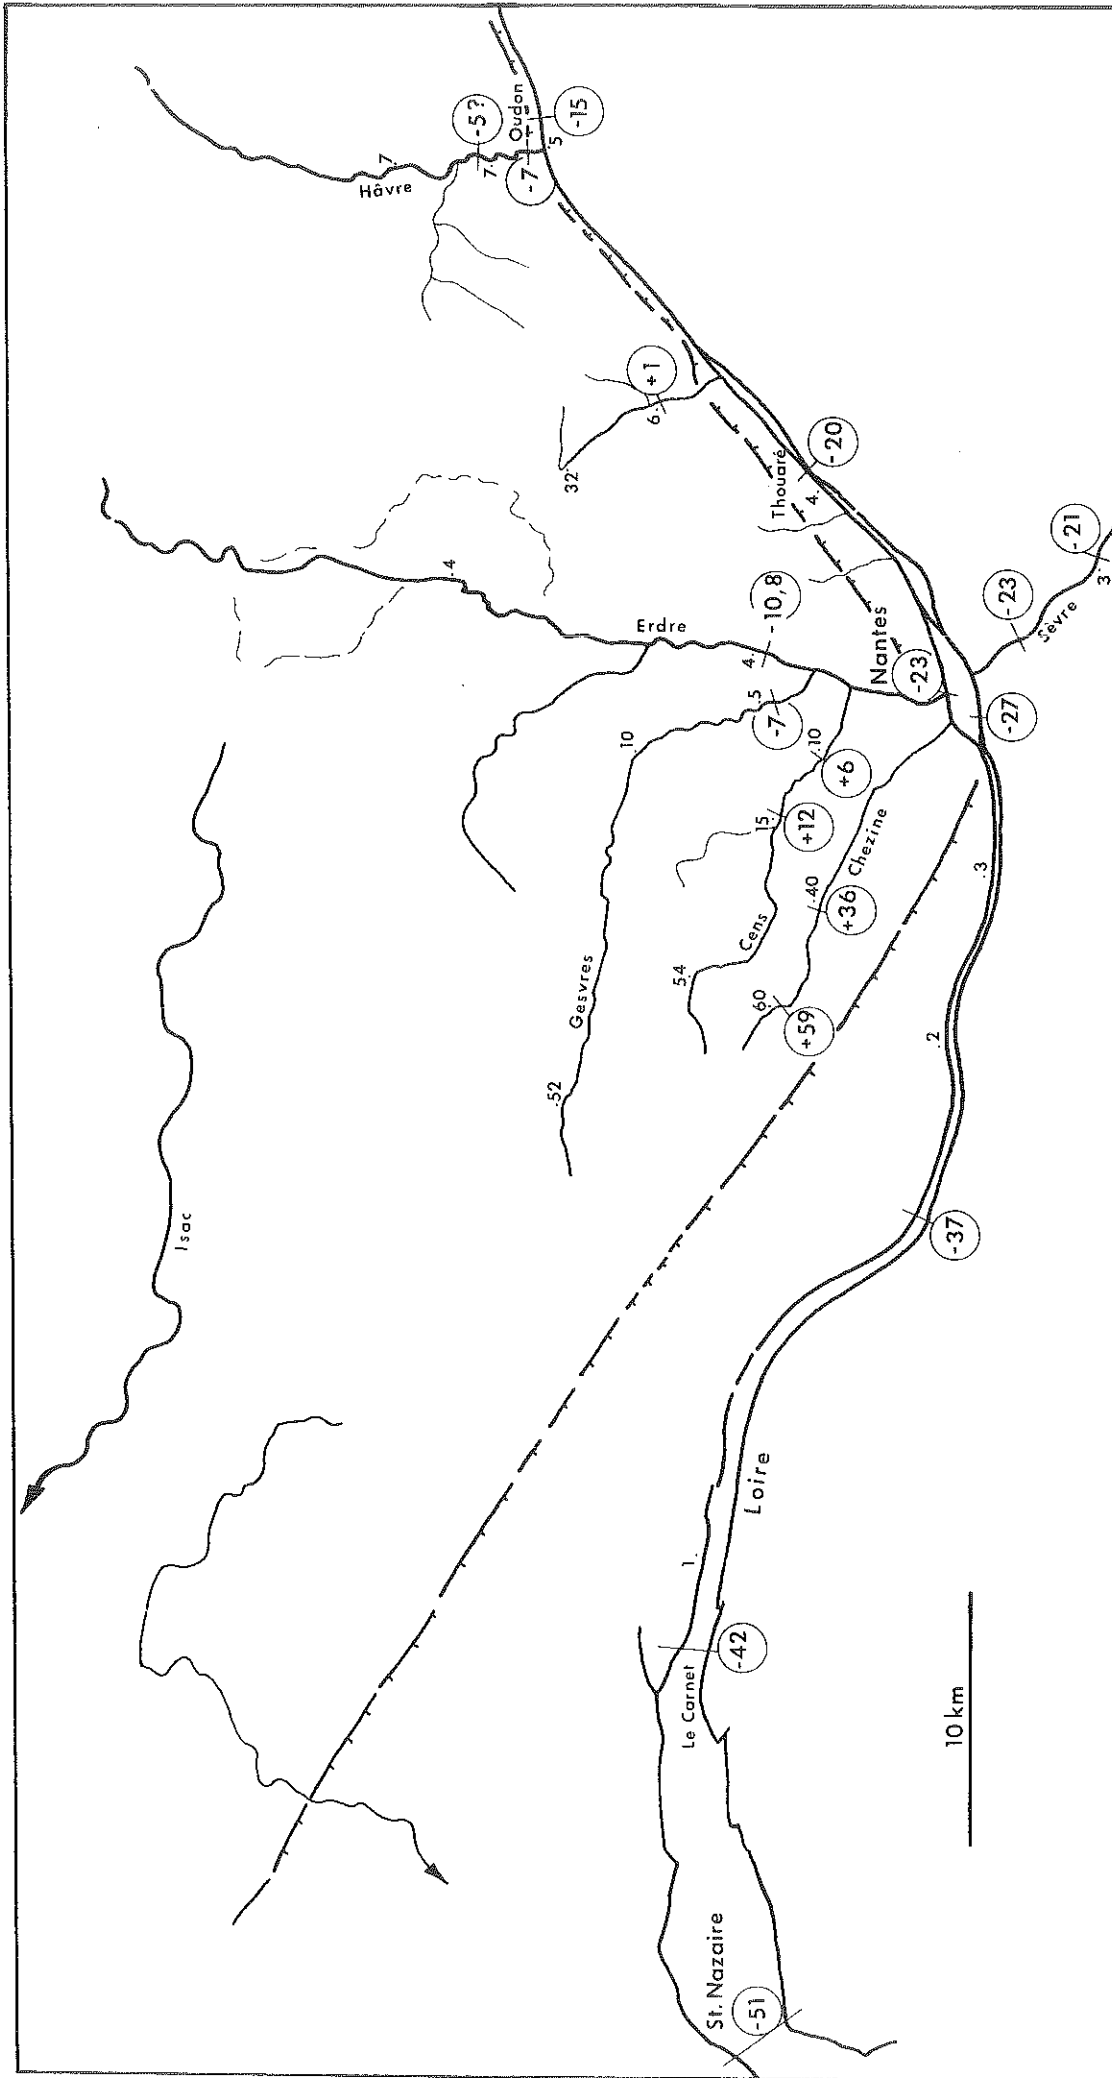 Oudon
-15
-5?
.5
-7
7.
7.
Hâvre
+1
6.
32.
-20
Thouaré
4.
-21
3.
-23
Sèvre
.4
Erdre
-10,8
4.
Nantes
-23
-27
.5
-7
.10
.10
+6
15.
+12
Chezine
.40
+36
Cens
54.
60.
+59
Gesvres
.52
.3
.2
-37
Isac
Loire
1.
-42
Le Carnet
10 km
St. Nazaire
-51